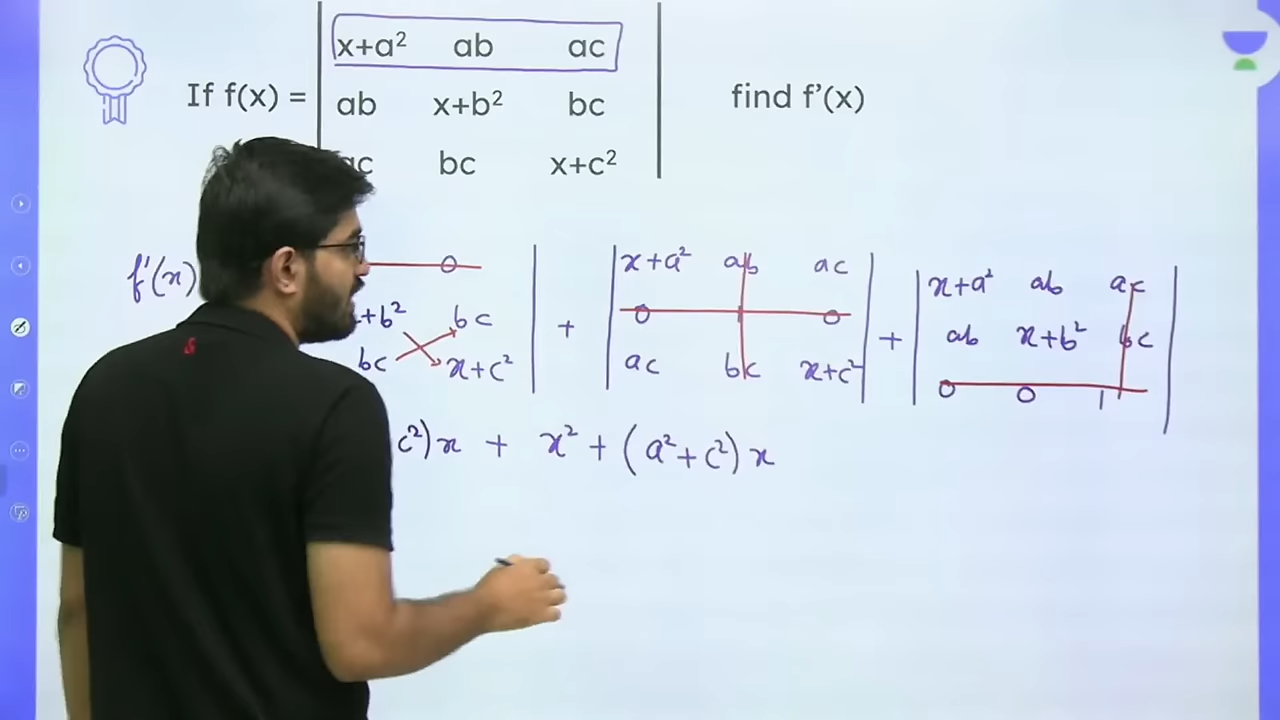 x+a² ab ac
If f(x) = ab x+b² bc find f'(x)
ac bc x+c²
f'(x)
0
+b² bc
bc x+c²
+
x+a² ab ac
0 0
ac bc x+c²
+
x+a² ab ac
ab x+b² bc
0 0 1
c²)x + x² + (a²+c²)x